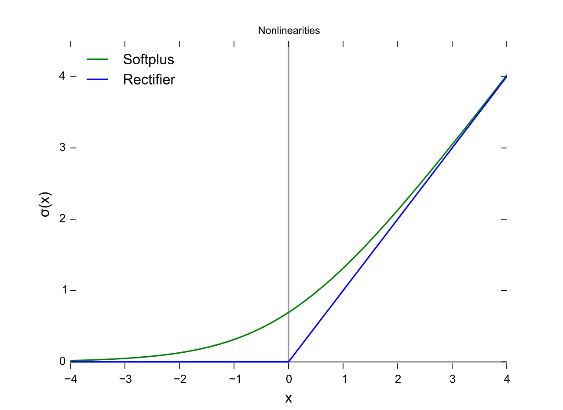 Nonlinearities
Softplus
Rectifier
4
3
2
1
0
σ(x)
−4 −3 −2 −1 0 1 2 3 4
x